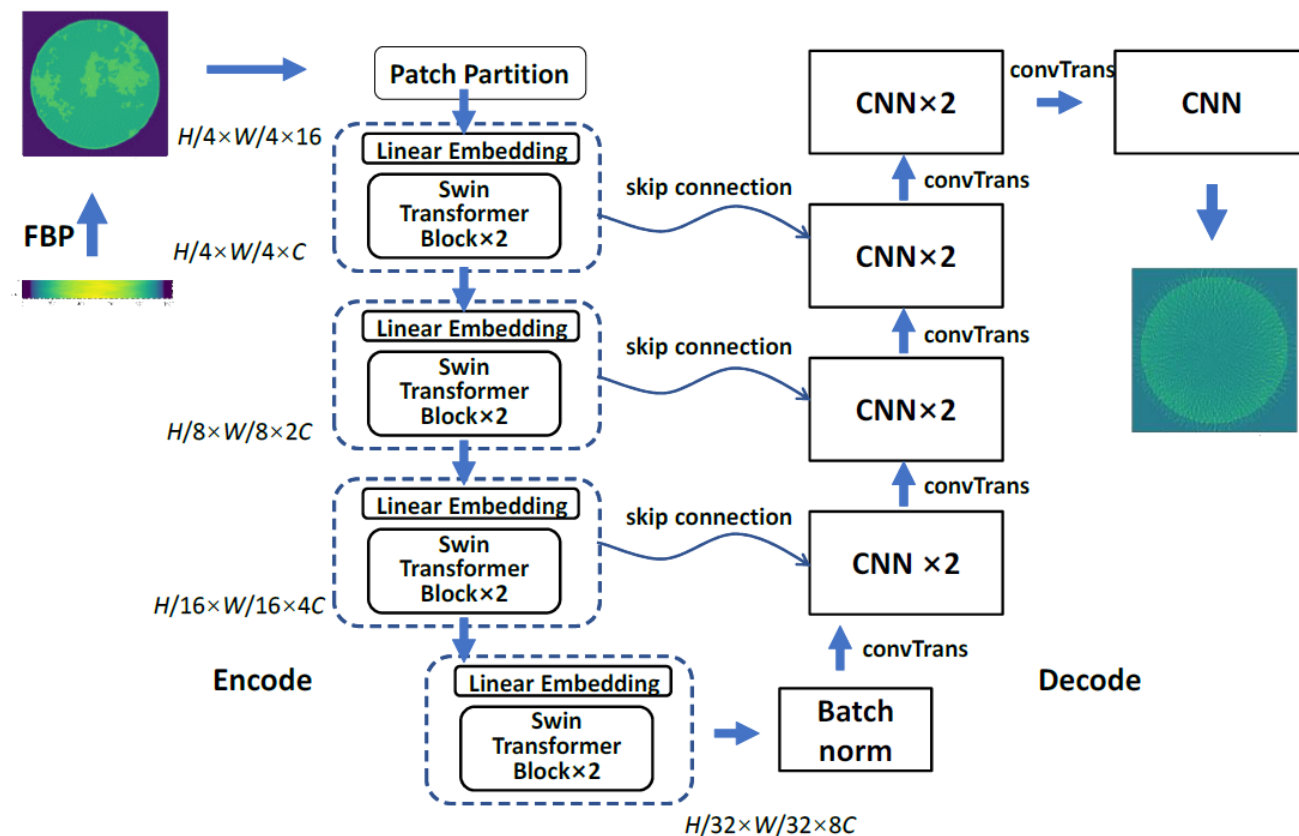 Patch Partition
H/4×W/4×16
Linear Embedding
Swin
Transformer
Block×2
H/4×W/4×C
FBP
skip connection
Linear Embedding
Swin
Transformer
Block×2
H/8×W/8×2C
skip connection
Linear Embedding
Swin
Transformer
Block×2
H/16×W/16×4C
skip connection
Encode
Linear Embedding
Swin
Transformer
Block×2
H/32×W/32×8C
Batch
norm
convTrans
Decode
CNN ×2
convTrans
CNN×2
convTrans
CNN×2
convTrans
CNN×2
convTrans
CNN